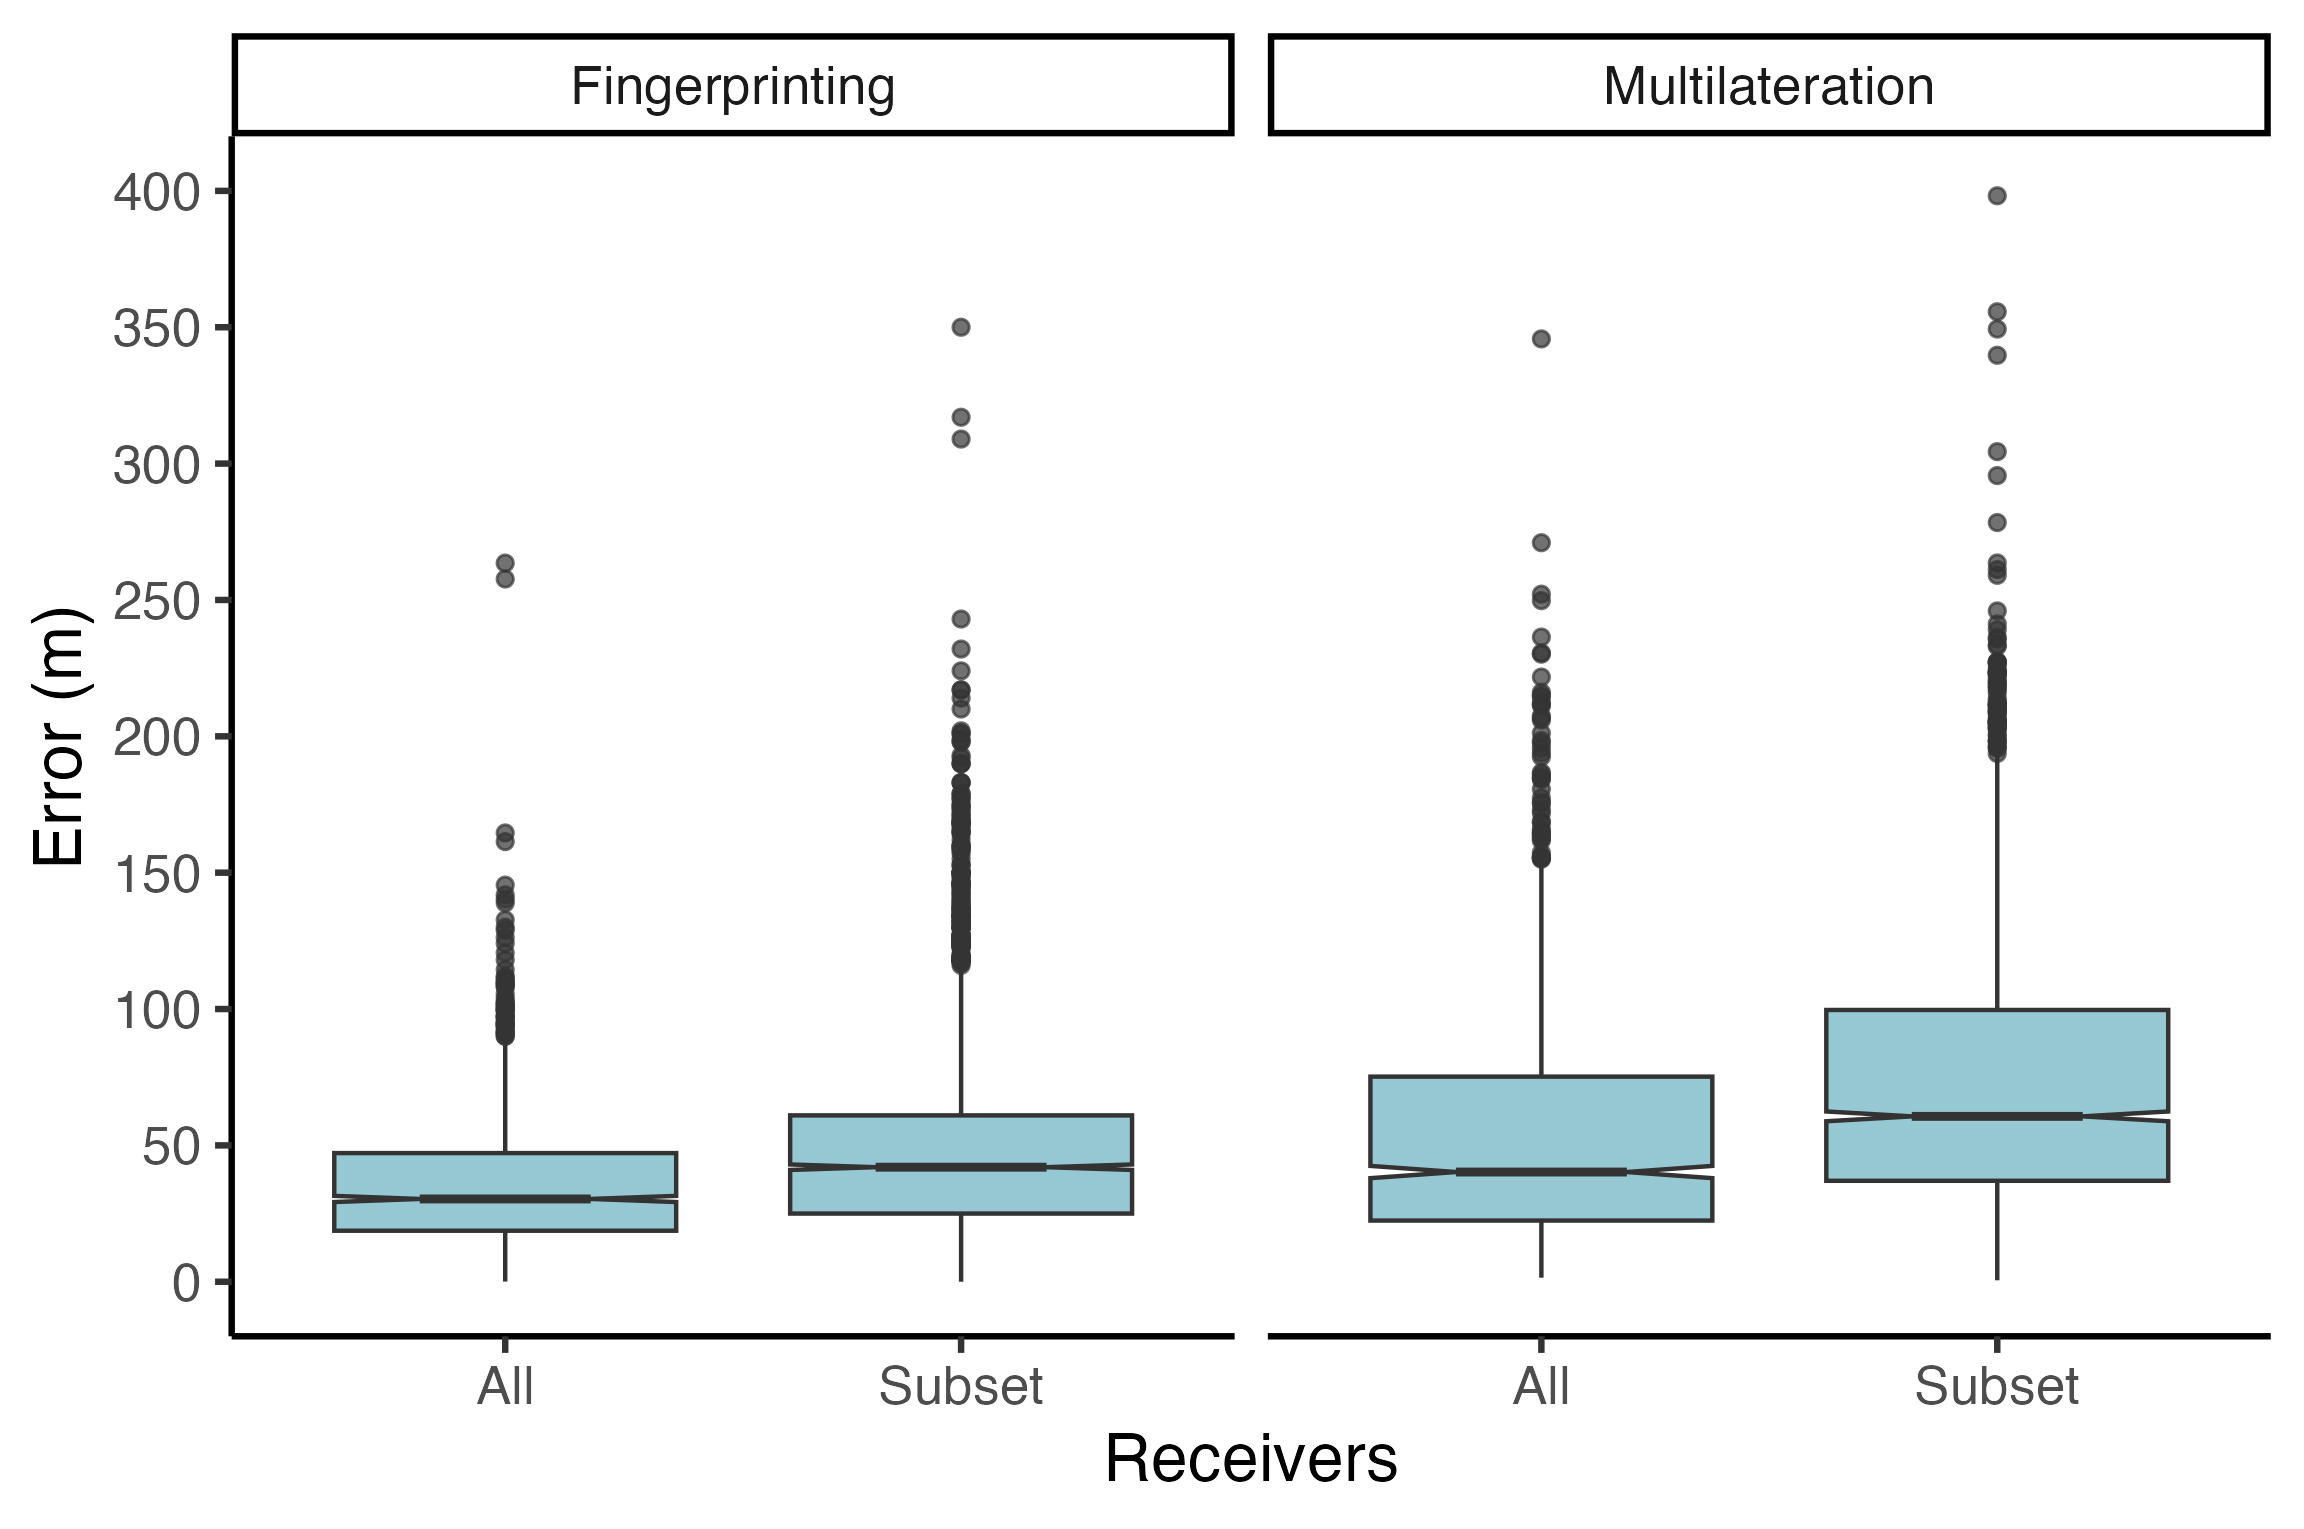 Fingerprinting
Multilateration
Error (m)
400
350
300
250
200
150
100
50
0
All
Subset
All
Subset
Receivers